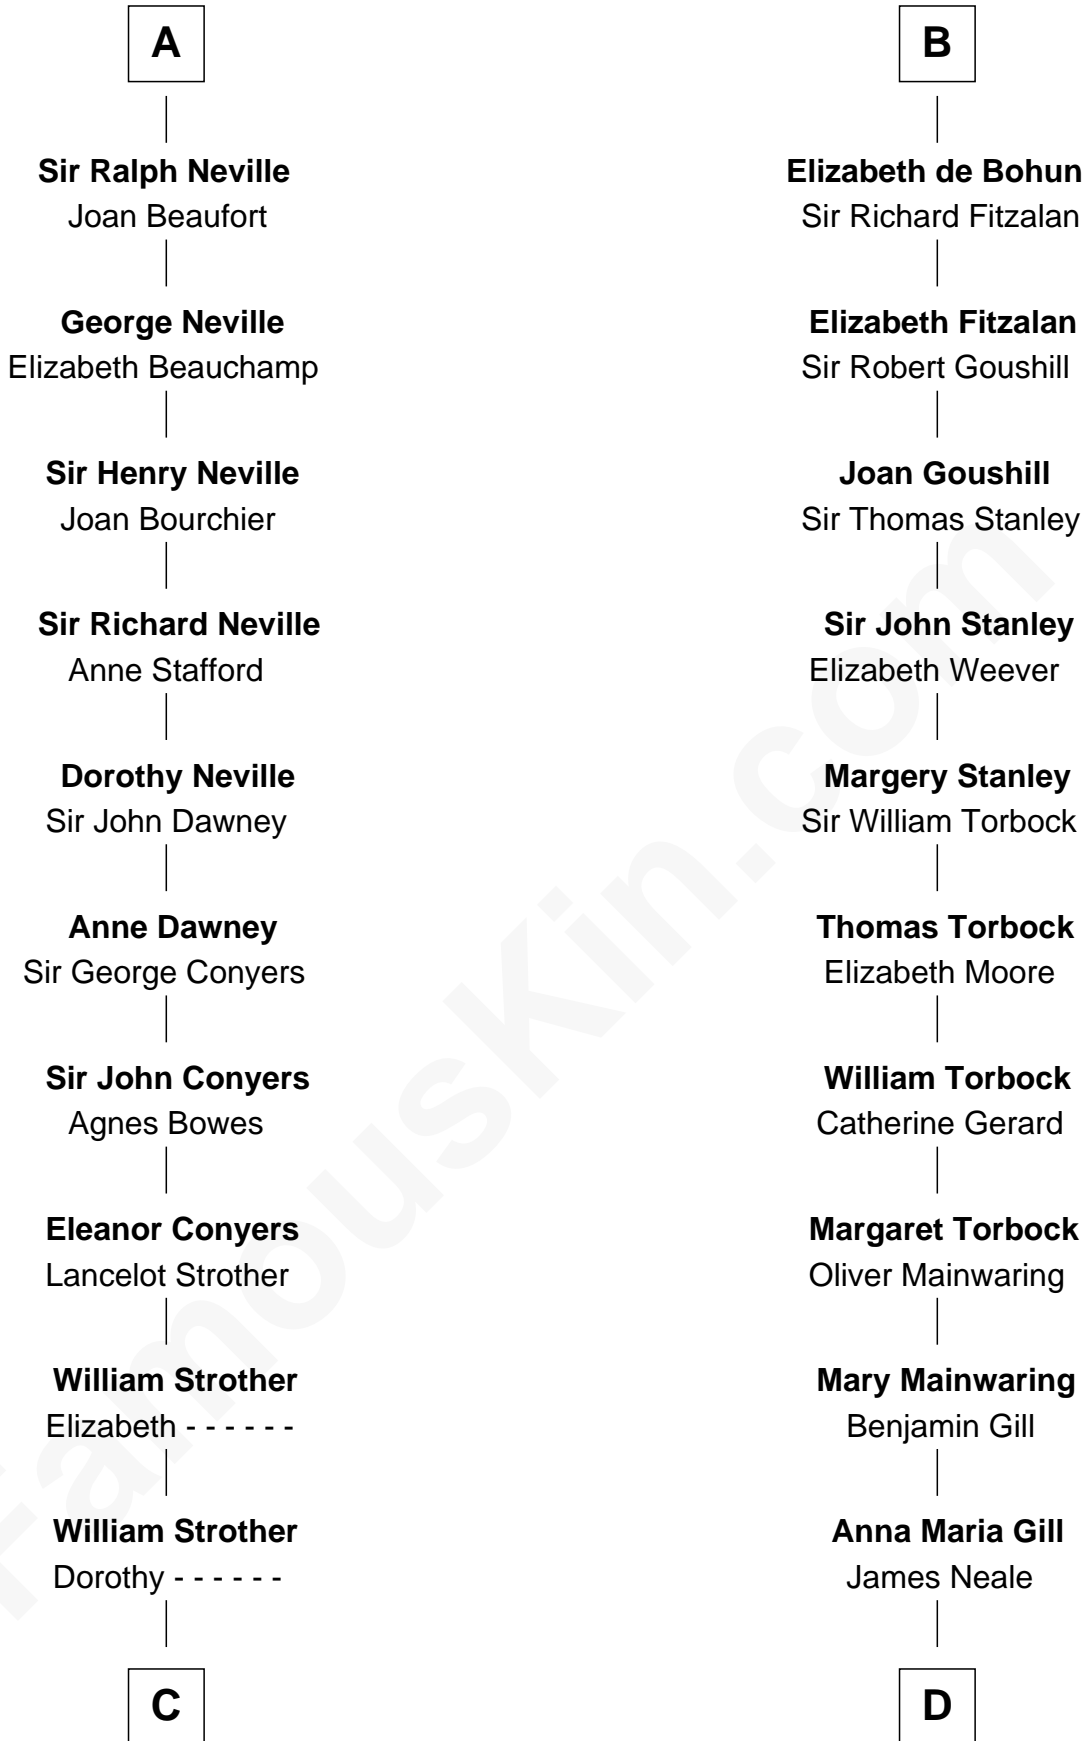 A
Sir Ralph Neville
Joan Beaufort
George Neville
Elizabeth Beauchamp
Sir Henry Neville
Joan Bourchier
Sir Richard Neville
Anne Stafford
Dorothy Neville
Sir John Dawney
Anne Dawney
Sir George Conyers
Sir John Conyers
Agnes Bowes
Eleanor Conyers
Lancelot Strother
William Strother
Elizabeth - - - - - -
William Strother
Dorothy - - - - - -
C
B
Elizabeth de Bohun
Sir Richard Fitzalan
Elizabeth Fitzalan
Sir Robert Goushill
Joan Goushill
Sir Thomas Stanley
Sir John Stanley
Elizabeth Weever
Margery Stanley
Sir William Torbock
Thomas Torbock
Elizabeth Moore
William Torbock
Catherine Gerard
Margaret Torbock
Oliver Mainwaring
Mary Mainwaring
Benjamin Gill
Anna Maria Gill
James Neale
D
FamousKin.com